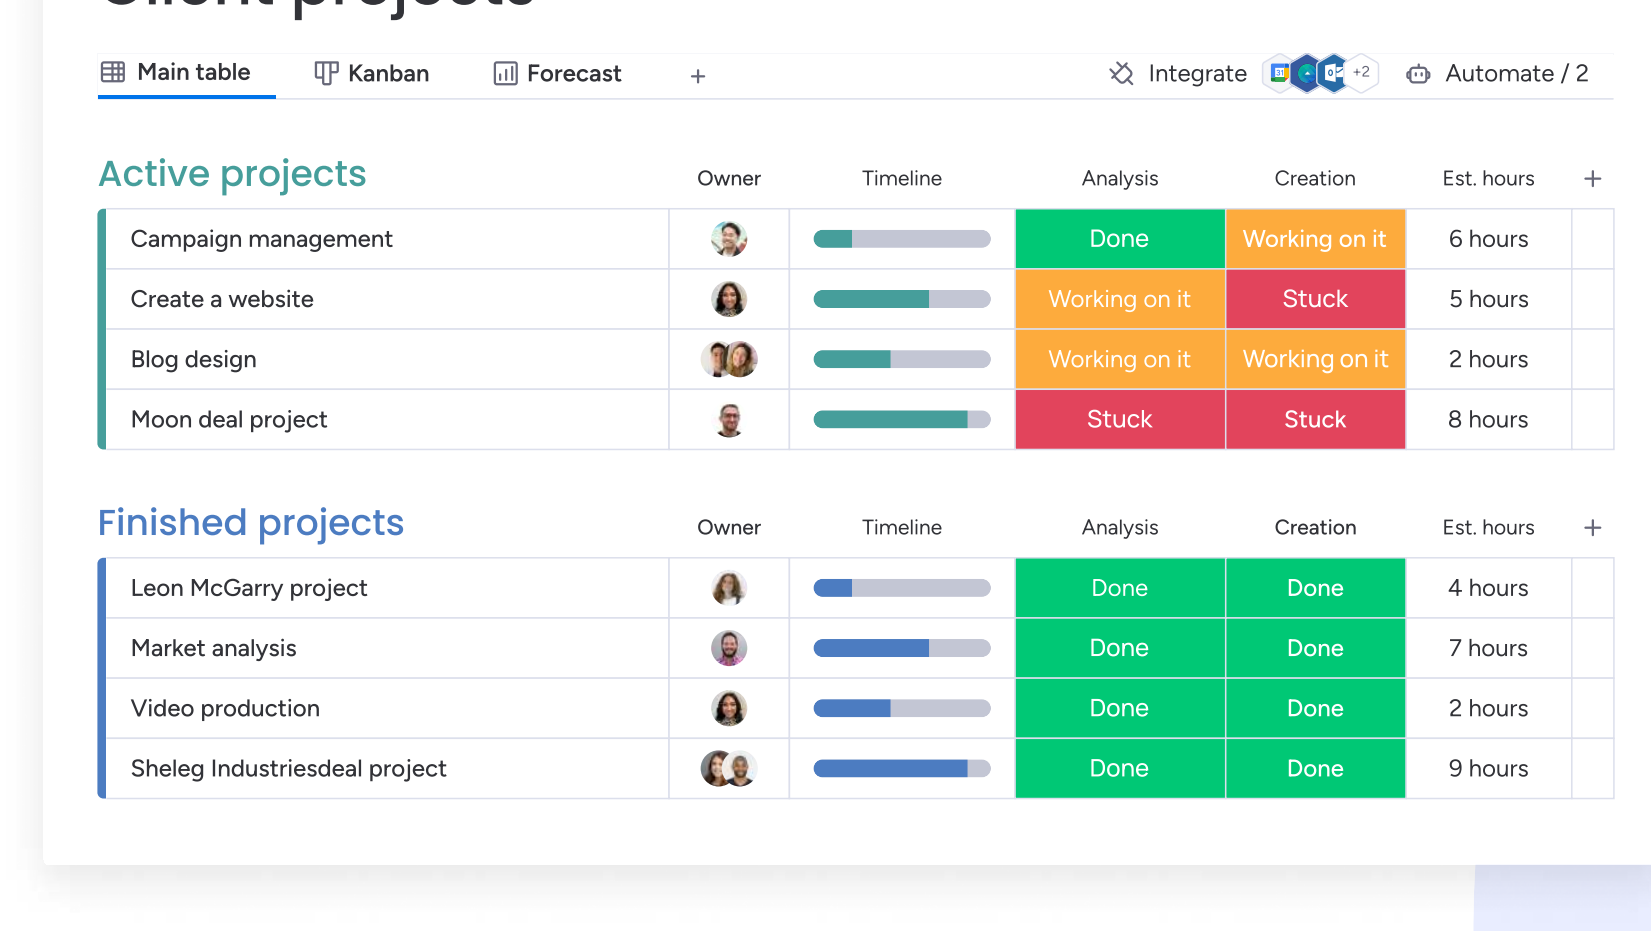 Client projects
Main table Kanban Forecast + Integrate 31 +2 Automate / 2
Active projects Owner Timeline Analysis Creation Est. hours +
Campaign management Done Working on it 6 hours
Create a website Working on it Stuck 5 hours
Blog design Working on it Working on it 2 hours
Moon deal project Stuck Stuck 8 hours
Finished projects Owner Timeline Analysis Creation Est. hours +
Leon McGarry project Done Done 4 hours
Market analysis Done Done 7 hours
Video production Done Done 2 hours
Sheleg Industriesdeal project Done Done 9 hours